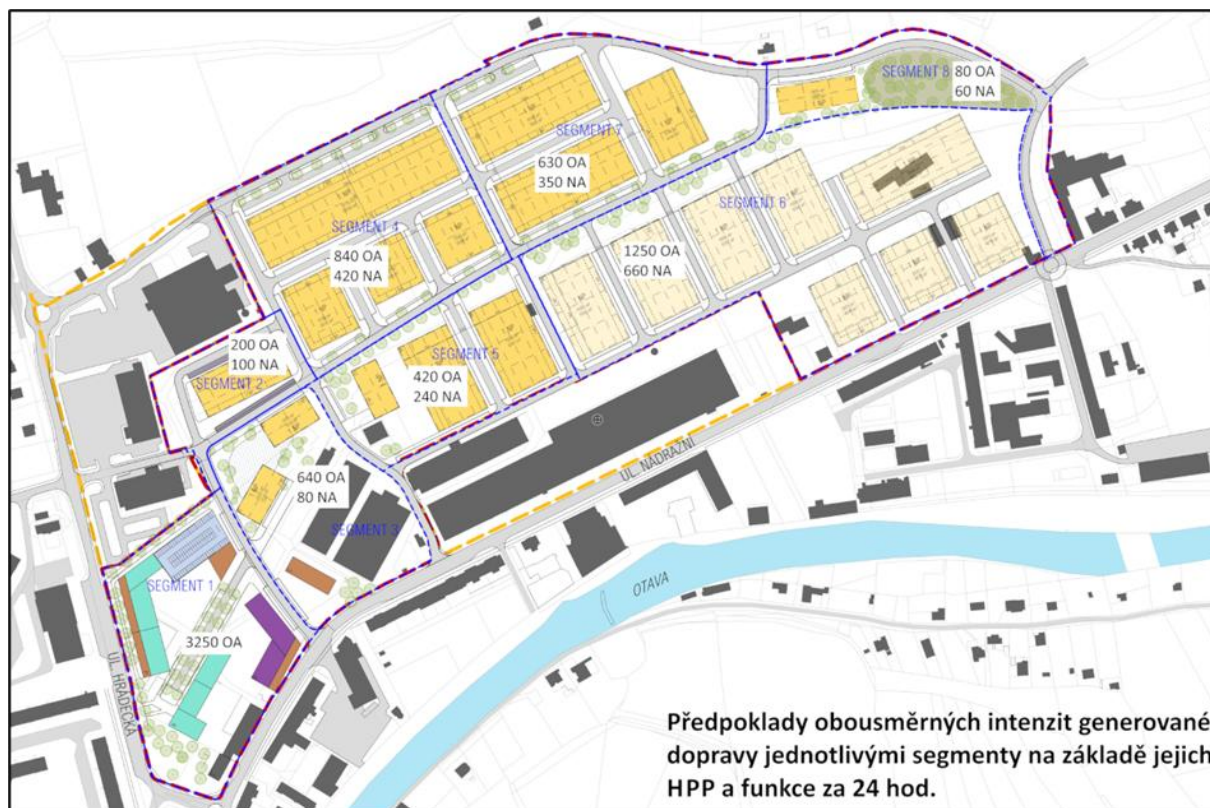 SEGMENT 8
80 OA
60 NA
SEGMENT 7
630 OA
350 NA
SEGMENT 4
840 OA
420 NA
SEGMENT 6
1250 OA
660 NA
200 OA
100 NA
SEGMENT 2
SEGMENT 5
420 OA
240 NA
640 OA
80 NA
SEGMENT 3
UL. NÁDRAŽNÍ
SEGMENT 1
3250 OA
UL. HRADECKÁ
OTAVA
Předpoklady obousměrných intenzit generované
dopravy jednotlivými segmenty na základě jejich
HPP a funkce za 24 hod.